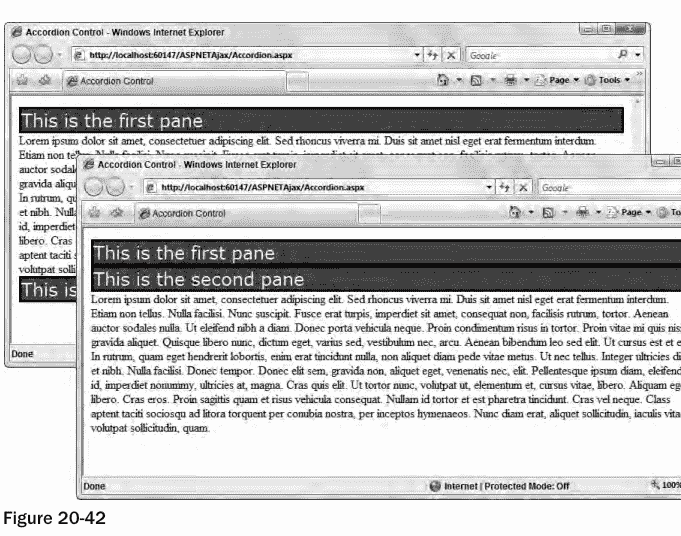 Accordion Control - Windows Internet Explorer
http://localhost:60147/ASPNETAjax/Accordion.aspx
Google
Accordion Control
Page
Tools
This is the first pane
Lorem ipsum dolor sit amet, consectetuer adipiscing elit. Sed rhoncus viverra mi. Duis sit amet nisl eget erat fermentum interdum.
Etiam non
auctor sodale
gravida aliqu
In rutrum, qu
et nibh. Null
id, imperdiet
libero. Cras
aptent taciti s
volutpat solli
This is
Done
Accordion Control - Windows Internet Explorer
http://localhost:60147/ASPNETAjax/Accordion.aspx
Google
Accordion Control
Page
To
This is the first pane
This is the second pane
Lorem ipsum dolor sit amet, consectetuer adipiscing elit. Sed rhoncus viverra mi. Duis sit amet nisl eget erat fermentum interdum.
Etiam non tellus. Nulla facilisi. Nunc suscipit. Fusce erat turpis, imperdiet sit amet, consequat non, facilisis rutrum, tortor. Aenean
auctor sodales nulla. Ut eleifend nibh a diam. Donec porta vehicula neque. Proin condimentum risus in tortor. Proin vitae mi quis nis
gravida aliquet. Quisque libero nunc, dictum eget, varius sed, vestibulum nec, arcu. Aenean bibendum leo sed elit. Ut cursus est et e
In rutrum, quam eget hendrerit lobortis, enim erat tincidunt nulla, non aliquet diam pede vitae metus. Ut nec tellus. Integer ultricies di
et nibh. Nulla facilisi. Donec tempor. Donec elit sem, gravida non, aliquet eget, venenatis nec, elit. Pellentesque ipsum diam, eleifend
id, imperdiet nonummy, ultricies at, magna. Cras quis elit. Ut tortor nunc, volutpat ut, elementum et, cursus vitae, libero. Aliquam eg
libero. Cras eros. Proin sagittis quam et risus vehicula consequat. Nullam id tortor et est pharetra tincidunt. Cras vel neque. Class
aptent taciti sociosqu ad litora torquent per conubia nostra, per inceptos hymenaeos. Nunc diam erat, aliquet sollicitudin, iaculis vita
volutpat sollicitudin, quam.
Done
Internet | Protected Mode: Off
100%
Figure 20-42